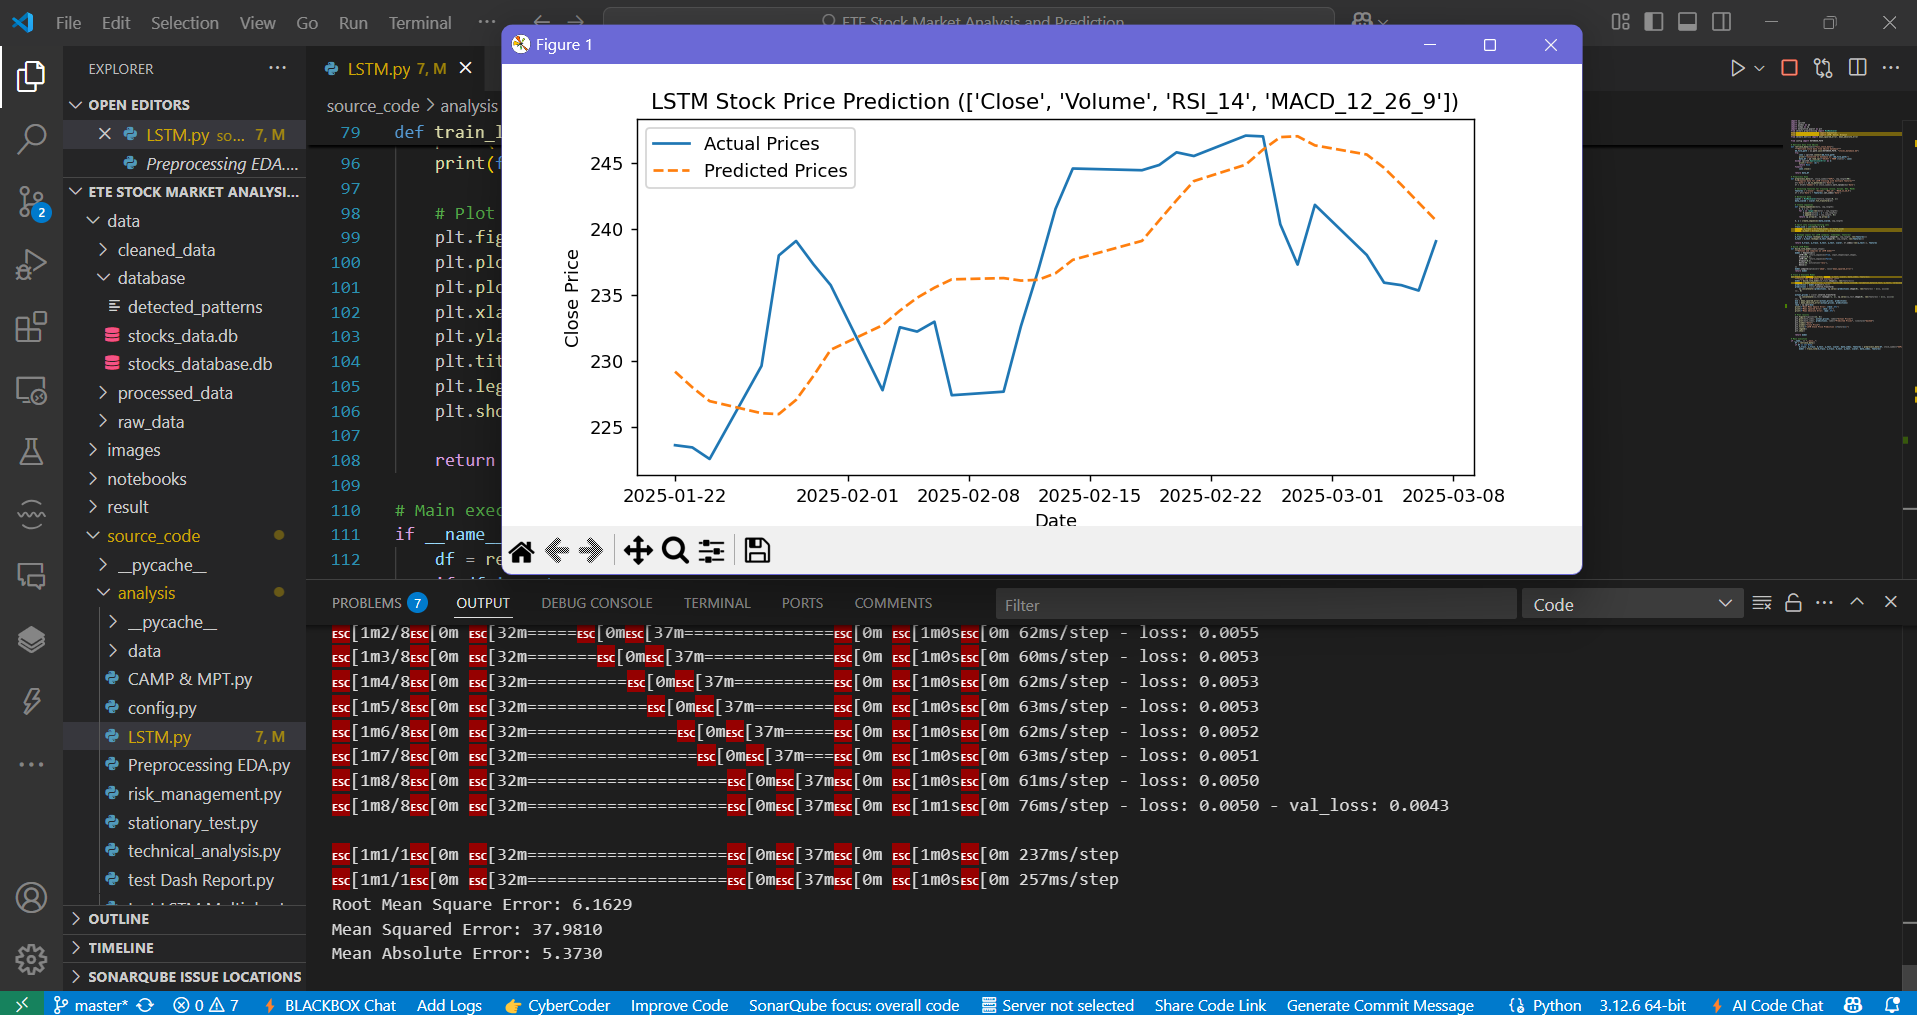 File Edit Selection View Go Run Terminal ···
ETE Stock Market Analysis and Prediction
EXPLORER ···
OPEN EDITORS
LSTM.py so... 7, M
Preprocessing EDA....
ETE STOCK MARKET ANALYSI...
data
cleaned_data
database
detected_patterns
stocks_data.db
stocks_database.db
processed_data
raw_data
images
notebooks
result
source_code
__pycache__
analysis
__pycache__
data
CAMP & MPT.py
config.py
LSTM.py 7, M
Preprocessing EDA.py
risk_management.py
stationary_test.py
technical_analysis.py
test Dash Report.py
OUTLINE
TIMELINE
SONARQUBE ISSUE LOCATIONS
2
LSTM.py 7, M
source_code > analysis
79 def train_l
96 print(f
97
98 # Plot
99 plt.fig
100 plt.plo
101 plt.plo
102 plt.xla
103 plt.yla
104 plt.tit
105 plt.leg
106 plt.sho
107
108 return
109
110 # Main exec
111 if __name__
112 df = re
Figure 1
LSTM Stock Price Prediction (['Close', 'Volume', 'RSI_14', 'MACD_12_26_9'])
Actual Prices
Predicted Prices
Close Price
245
240
235
230
225
2025-01-22 2025-02-01 2025-02-08 2025-02-15 2025-02-22 2025-03-01 2025-03-08
Date
PROBLEMS 7 OUTPUT DEBUG CONSOLE TERMINAL PORTS COMMENTS
Filter
Code
ESC[1m2/8ESC[0m ESC[32m=====ESC[0mESC[37m===============ESC[0m ESC[1m0sESC[0m 62ms/step - loss: 0.0055
ESC[1m3/8ESC[0m ESC[32m=======ESC[0mESC[37m=============ESC[0m ESC[1m0sESC[0m 60ms/step - loss: 0.0053
ESC[1m4/8ESC[0m ESC[32m==========ESC[0mESC[37m==========ESC[0m ESC[1m0sESC[0m 62ms/step - loss: 0.0053
ESC[1m5/8ESC[0m ESC[32m============ESC[0mESC[37m========ESC[0m ESC[1m0sESC[0m 63ms/step - loss: 0.0053
ESC[1m6/8ESC[0m ESC[32m===============ESC[0mESC[37m=====ESC[0m ESC[1m0sESC[0m 62ms/step - loss: 0.0052
ESC[1m7/8ESC[0m ESC[32m=================ESC[0mESC[37m===ESC[0m ESC[1m0sESC[0m 63ms/step - loss: 0.0051
ESC[1m8/8ESC[0m ESC[32m====================ESC[0mESC[37mESC[0m ESC[1m0sESC[0m 61ms/step - loss: 0.0050
ESC[1m8/8ESC[0m ESC[32m====================ESC[0mESC[37mESC[0m ESC[1m1sESC[0m 76ms/step - loss: 0.0050 - val_loss: 0.0043
ESC[1m1/1ESC[0m ESC[32m====================ESC[0mESC[37mESC[0m ESC[1m0sESC[0m 237ms/step
ESC[1m1/1ESC[0m ESC[32m====================ESC[0mESC[37mESC[0m ESC[1m0sESC[0m 257ms/step
Root Mean Square Error: 6.1629
Mean Squared Error: 37.9810
Mean Absolute Error: 5.3730
master* 0 7 BLACKBOX Chat Add Logs CyberCoder Improve Code SonarQube focus: overall code Server not selected Share Code Link Generate Commit Message Python 3.12.6 64-bit AI Code Chat